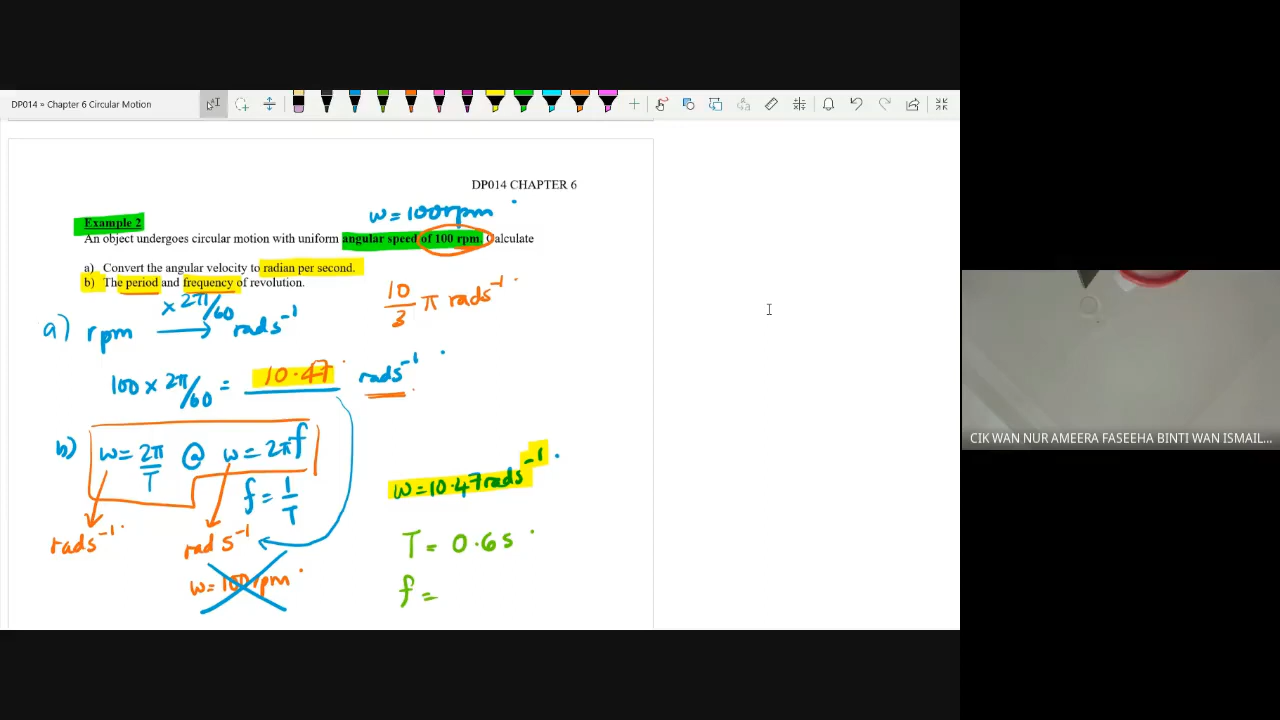 DP014 » Chapter 6 Circular Motion
DP014 CHAPTER 6
ω = 100rpm
Example 2
An object undergoes circular motion with uniform angular speed of 100 rpm. Calculate
a) Convert the angular velocity to radian per second.
b) The period and frequency of revolution.
× 2π/60
10/3 π rads⁻¹
a) rpm → rads⁻¹
100 × 2π/60 = 10.47 rads⁻¹
b) ω = 2π/T @ ω = 2πf
f = 1/T
ω = 10.47rads⁻¹
rads⁻¹ rads⁻¹
T = 0.6s
ω = 100rpm
f =
CIK WAN NUR AMEERA FASEEHA BINTI WAN ISMAIL...